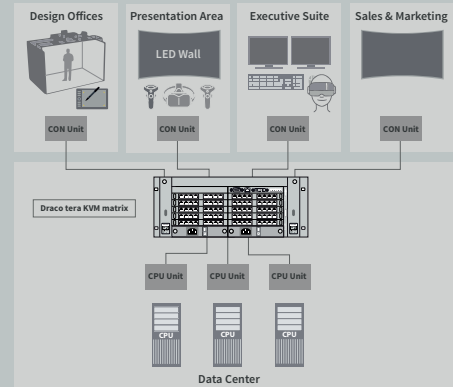 Design Offices
Presentation Area
Executive Suite
Sales & Marketing
LED Wall
CON Unit
CON Unit
CON Unit
CON Unit
Draco tera KVM matrix
CPU Unit
CPU Unit
CPU Unit
CPU
CPU
CPU
Data Center